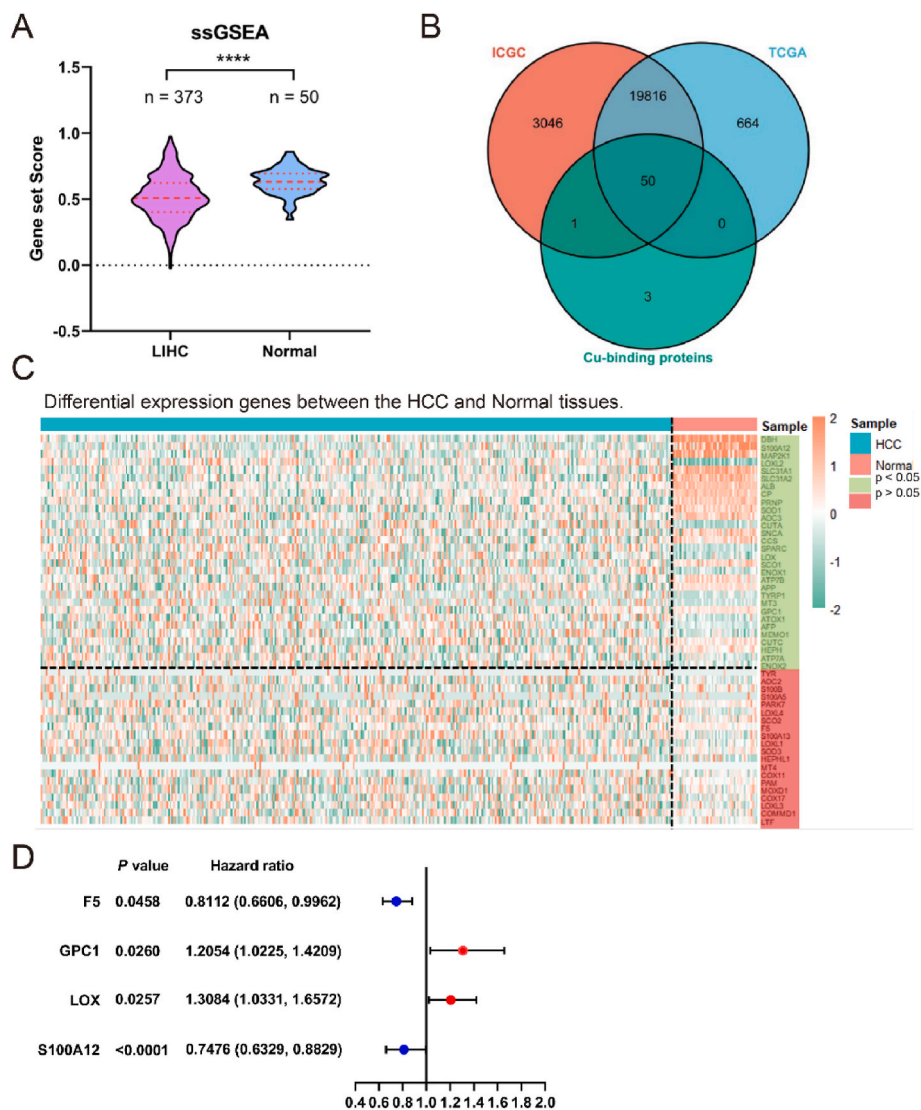 A
ssGSEA
****
n = 373
n = 50
1.5
1.0
0.5
0.0
-0.5
Gene set Score
LIHC
Normal
B
ICGC
TCGA
19816
3046
664
50
1
0
3
Cu-binding proteins
C
Differential expression genes between the HCC and Normal tissues.
Sample
DBH
S100A12
MAP2K1
LOXL2
SLC31A1
SLC31A2
ALB
CP
PRNP
SOD1
AOC3
CUTA
SNCA
CCS
SPARC
LOX
SCO1
ENOX1
ATP7B
APP
TYRP1
MT3
GPC1
ATOX1
AFP
MEMO1
CUTC
HEPH
ATP7A
ENOX2
TYR
AOC2
S100B
S100A5
PARK7
LOXL4
SCO2
F5
S100A13
LOXL1
SOD3
HEPHL1
MT4
COX11
PAM
MOXD1
COX17
LOXL3
COMMD1
LTF
2
1
0
-1
-2
Sample
HCC
Normal
p < 0.05
p > 0.05
D
P value Hazard ratio
F5 0.0458 0.8112 (0.6606, 0.9962)
GPC1 0.0260 1.2054 (1.0225, 1.4209)
LOX 0.0257 1.3084 (1.0331, 1.6572)
S100A12 <0.0001 0.7476 (0.6329, 0.8829)
0.4 0.6 0.8 1.0 1.2 1.4 1.6 1.8 2.0